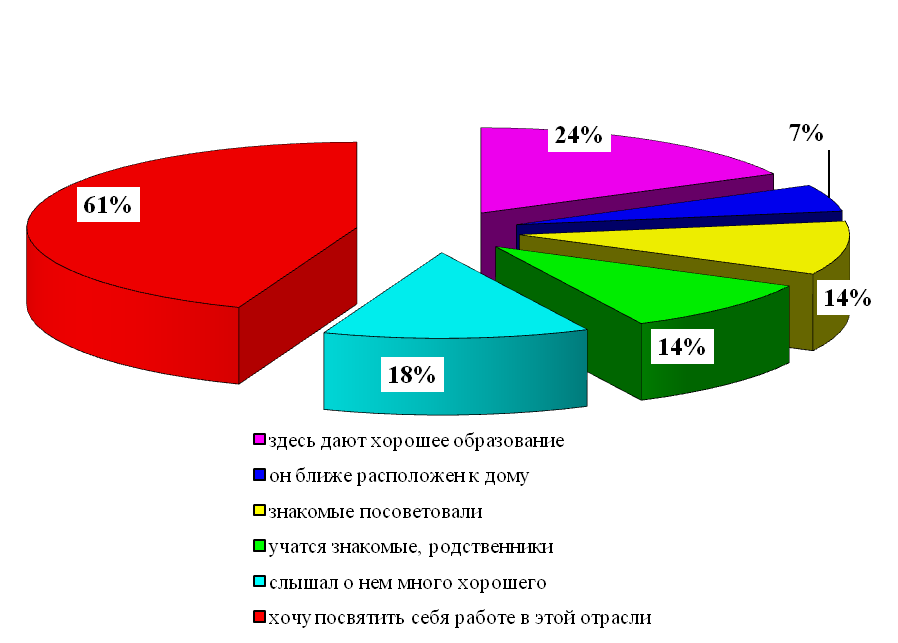 24%
7%
61%
14%
14%
18%
здесь дают хорошее образование
он ближе расположен к дому
знакомые посоветовали
учатся знакомые, родственники
слышал о нем много хорошего
хочу посвятить себя работе в этой отрасли